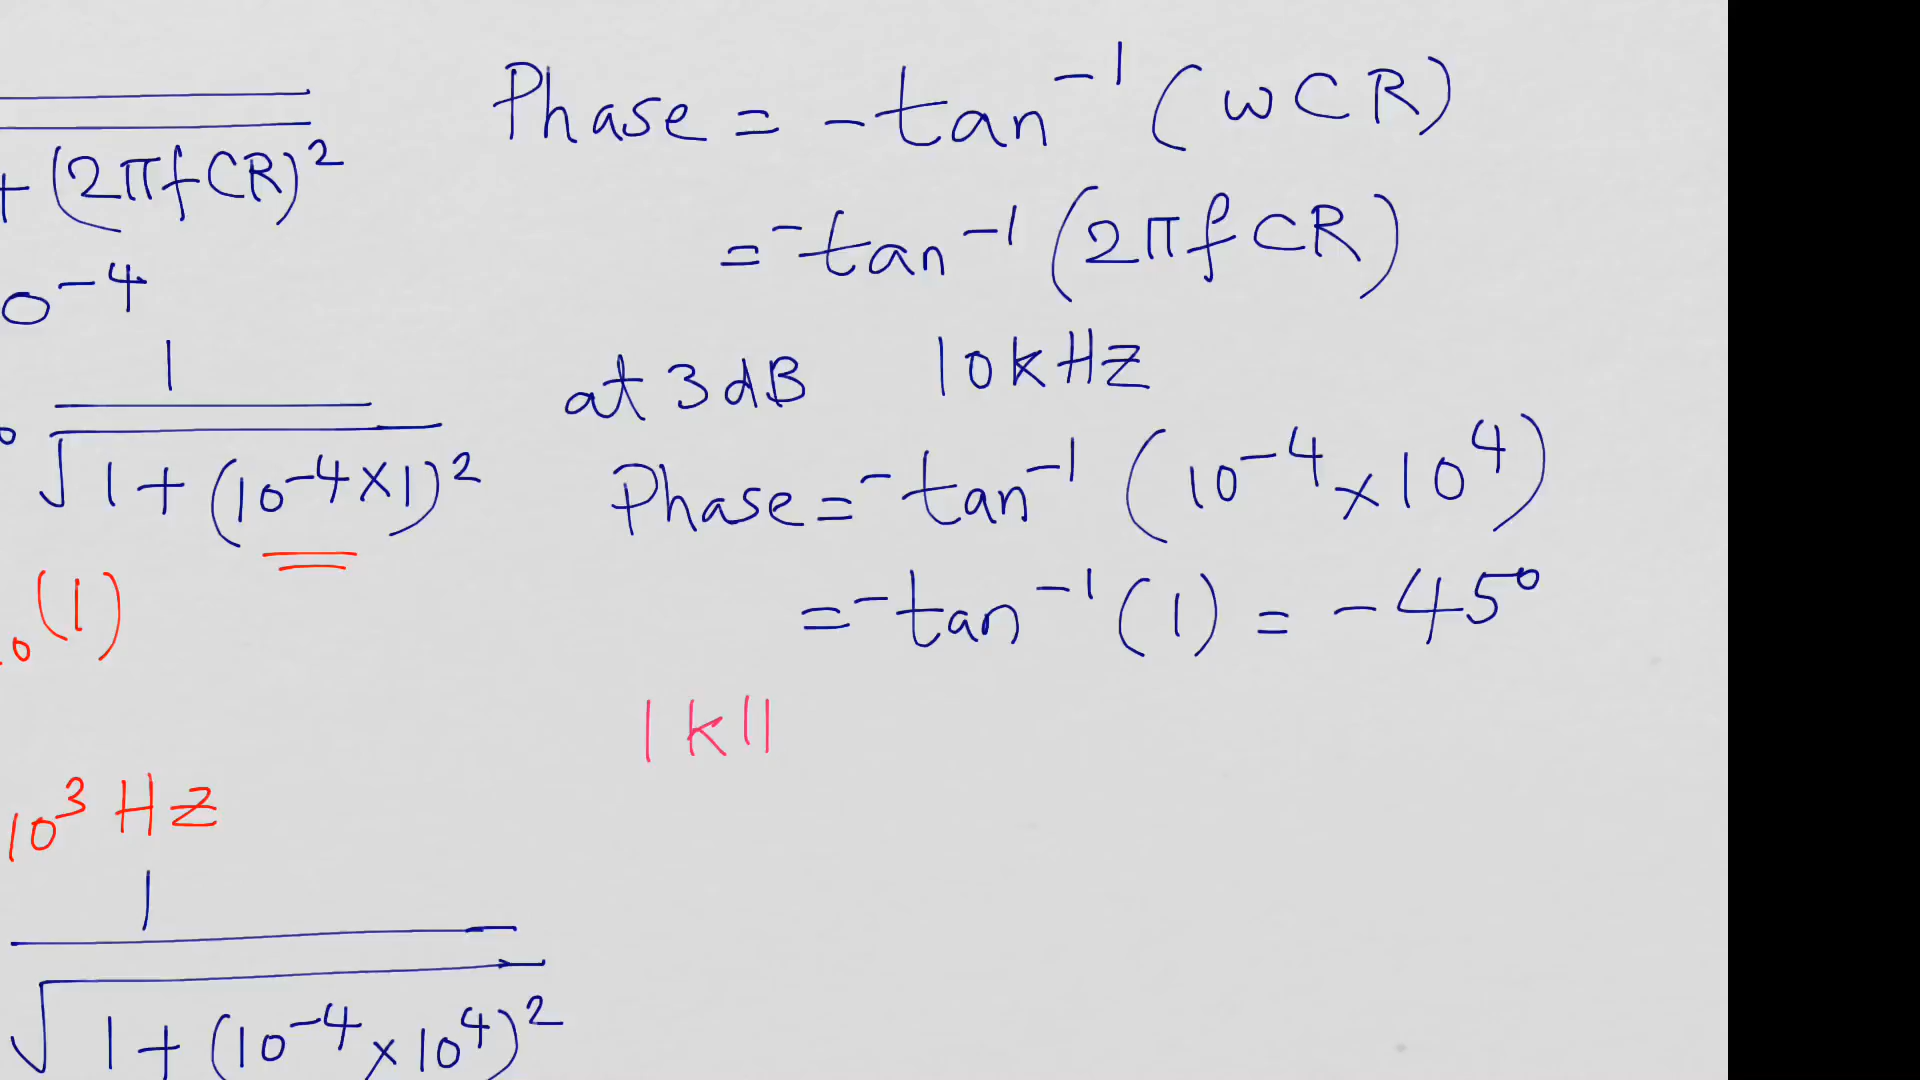 + (2πfCR)²
0⁻⁴
1
√1 + (10⁻⁴×1)²
0(1)
10³ Hz
1
√1 + (10⁻⁴×10⁴)²
Phase = -tan⁻¹ (ωCR)
= -tan⁻¹ (2πfCR)
at 3dB 10kHz
Phase = -tan⁻¹ (10⁻⁴×10⁴)
= -tan⁻¹ (1) = -45°
1k||